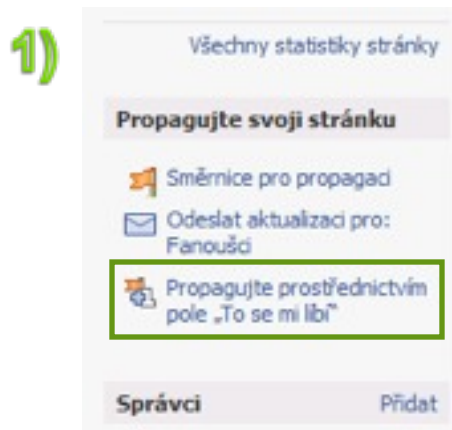 1)
Všechny statistiky stránky
Propagujte svoji stránku
Směrnice pro propagaci
Odeslat aktualizaci pro:
Fanoušci
Propagujte prostřednictvím
pole „To se mi líbí“
Správci Přidat